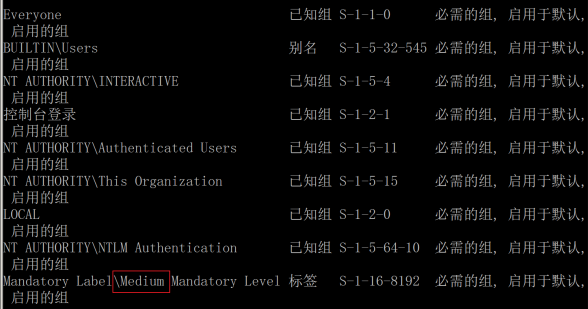 Everyone 已知组 S-1-1-0 必需的组, 启用于默认,
启用的组
BUILTIN\Users 别名 S-1-5-32-545 必需的组, 启用于默认,
启用的组
NT AUTHORITY\INTERACTIVE 已知组 S-1-5-4 必需的组, 启用于默认,
启用的组
控制台登录 已知组 S-1-2-1 必需的组, 启用于默认,
启用的组
NT AUTHORITY\Authenticated Users 已知组 S-1-5-11 必需的组, 启用于默认,
启用的组
NT AUTHORITY\This Organization 已知组 S-1-5-15 必需的组, 启用于默认,
启用的组
LOCAL 已知组 S-1-2-0 必需的组, 启用于默认,
启用的组
NT AUTHORITY\NTLM Authentication 已知组 S-1-5-64-10 必需的组, 启用于默认,
启用的组
Mandatory Label\Medium Mandatory Level 标签 S-1-16-8192 必需的组, 启用于默认,
启用的组